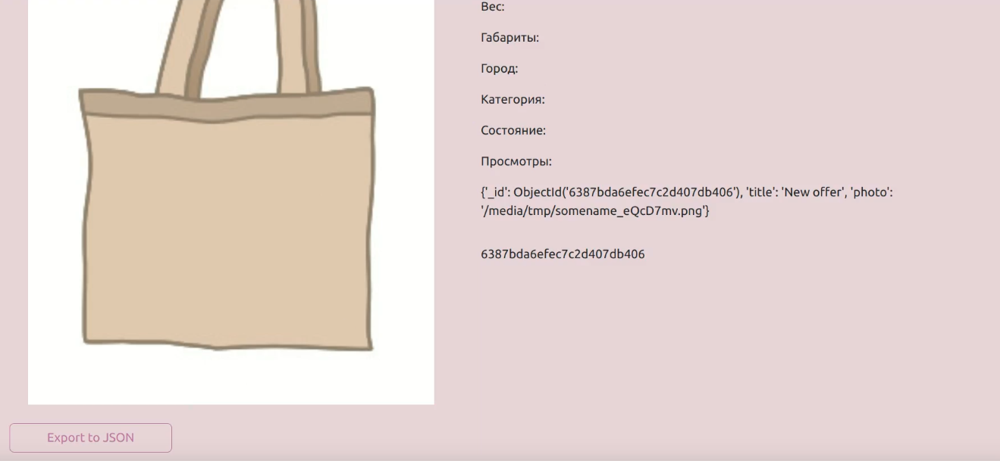 Вес:
Габариты:
Город:
Категория:
Состояние:
Просмотры:
{'_id': ObjectId('6387bda6efec7c2d407db406'), 'title': 'New offer', 'photo':
'/media/tmp/somename_eQcD7mv.png'}
6387bda6efec7c2d407db406
Export to JSON